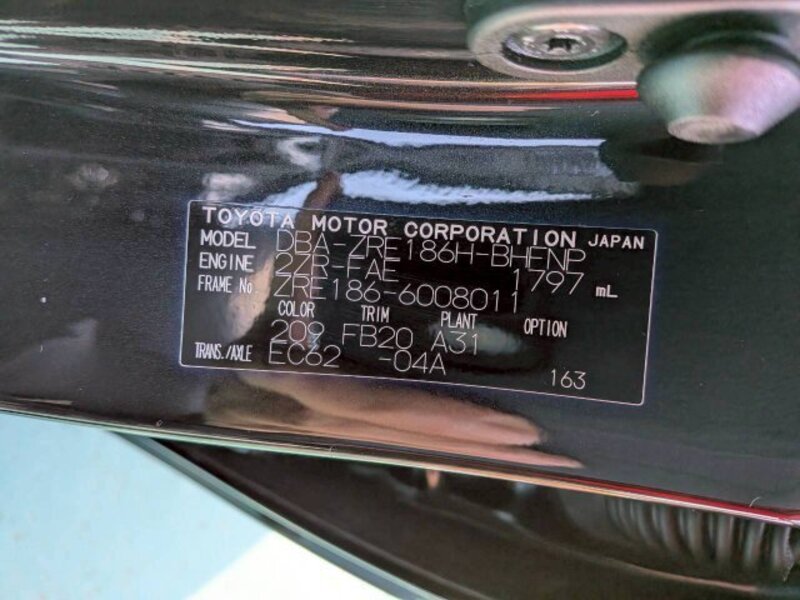 TOYOTA MOTOR CORPORATION JAPAN
MODEL DBA-ZRE186H-BHFNP
ENGINE 2ZR-FAE 1797 mL
FRAME No. ZRE186-6008011
COLOR TRIM PLANT OPTION
209 FB20 A31
TRANS./AXLE EC62 -04A
163